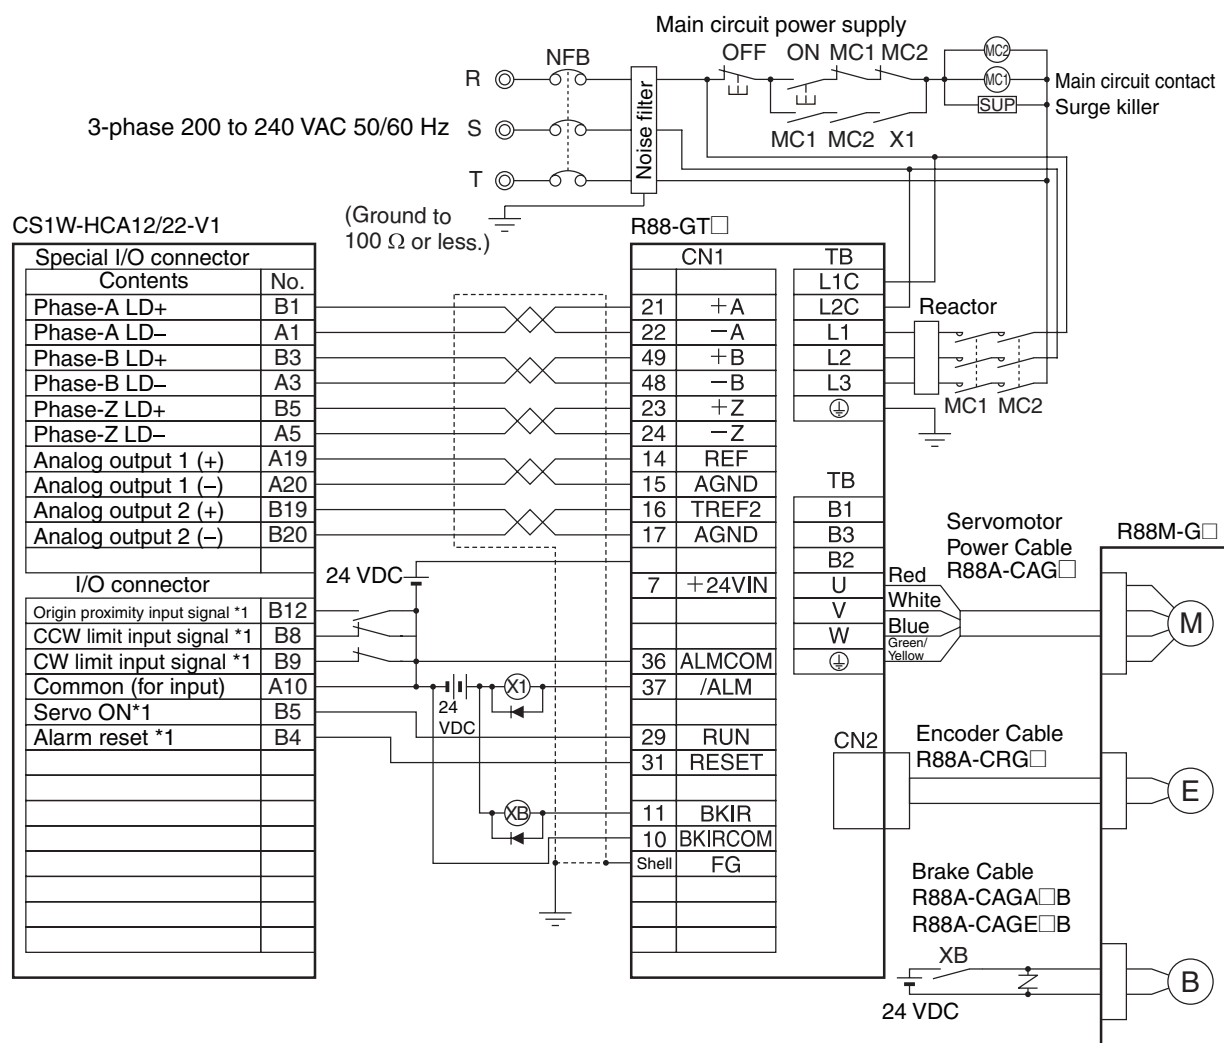 Main circuit power supply
OFF ON MC1 MC2
MC2
NFB
R
MC1
Main circuit contact
SUP
Surge killer
3-phase 200 to 240 VAC 50/60 Hz
S
Noise filter
MC1 MC2 X1
T
CS1W-HCA12/22-V1
(Ground to
100 Ω or less.)
R88-GT□
Special I/O connector
Contents No.
Phase-A LD+ B1
Phase-A LD– A1
Phase-B LD+ B3
Phase-B LD– A3
Phase-Z LD+ B5
Phase-Z LD– A5
Analog output 1 (+) A19
Analog output 1 (–) A20
Analog output 2 (+) B19
Analog output 2 (–) B20
I/O connector
Origin proximity input signal *1 B12
CCW limit input signal *1 B8
CW limit input signal *1 B9
Common (for input) A10
Servo ON*1 B5
Alarm reset *1 B4
24 VDC
24
VDC
X1
XB
CN1
21 +A
22 −A
49 +B
48 −B
23 +Z
24 −Z
14 REF
15 AGND
16 TREF2
17 AGND
7 +24VIN
36 ALMCOM
37 /ALM
29 RUN
31 RESET
11 BKIR
10 BKIRCOM
Shell FG
TB
L1C
L2C
L1
L2
L3
Reactor
MC1 MC2
TB
B1
B3
B2
U
V
W
Red
White
Blue
Green/
Yellow
Servomotor
Power Cable
R88A-CAG□
R88M-G□
M
CN2
Encoder Cable
R88A-CRG□
E
Brake Cable
R88A-CAGA□B
R88A-CAGE□B
XB
24 VDC
B